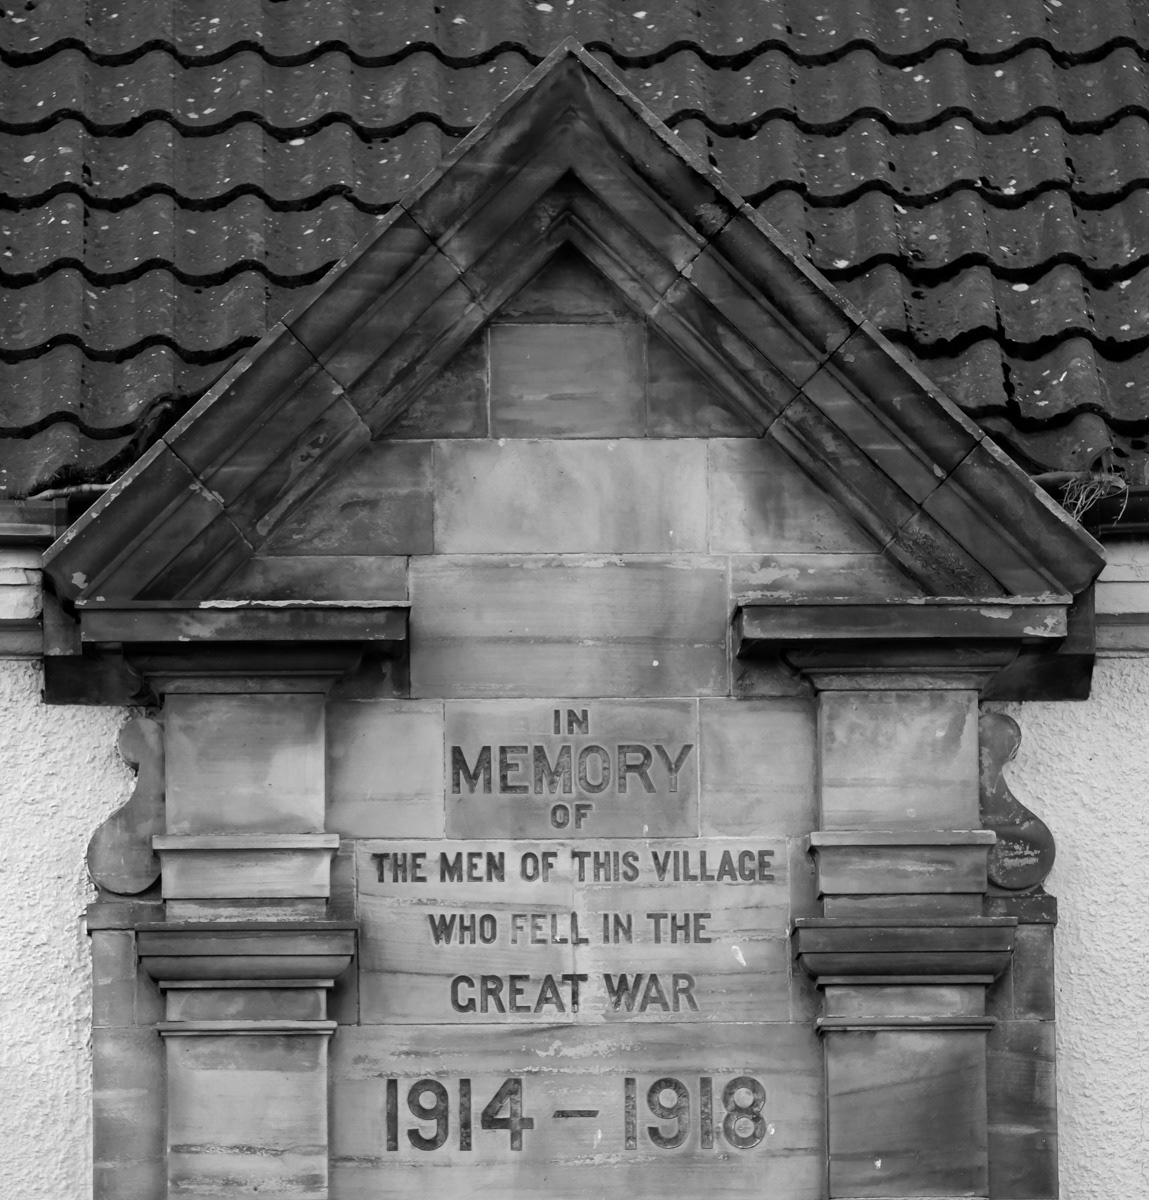 IN
MEMORY
OF
THE MEN OF THIS VILLAGE
WHO FELL IN THE
GREAT WAR
1914 – 1918